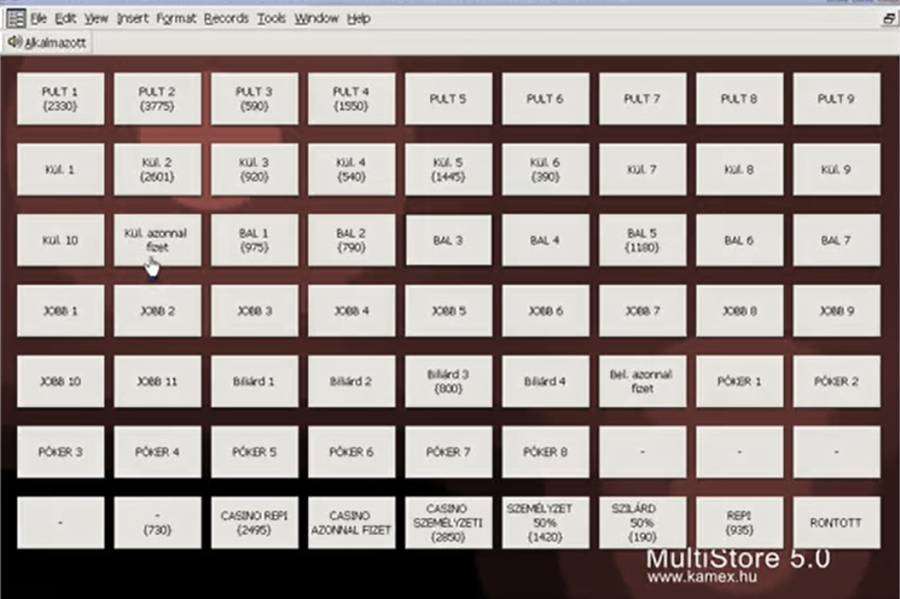 File Edit View Insert Format Records Tools Window Help
Alkalmazott
PULT 1
(2330)
PULT 2
(3775)
PULT 3
(590)
PULT 4
(1550)
PULT 5
PULT 6
PULT 7
PULT 8
PULT 9
Kül. 1
Kül. 2
(2601)
Kül. 3
(920)
Kül. 4
(540)
Kül. 5
(1445)
Kül. 6
(390)
Kül. 7
Kül. 8
Kül. 9
Kül. 10
Kül. azonnal
fizet
BAL 1
(975)
BAL 2
(790)
BAL 3
BAL 4
BAL 5
(1180)
BAL 6
BAL 7
JOBB 1
JOBB 2
JOBB 3
JOBB 4
JOBB 5
JOBB 6
JOBB 7
JOBB 8
JOBB 9
JOBB 10
JOBB 11
Biliárd 1
Biliárd 2
Biliárd 3
(800)
Biliárd 4
Bel. azonnal
fizet
PÓKER 1
PÓKER 2
PÓKER 3
PÓKER 4
PÓKER 5
PÓKER 6
PÓKER 7
PÓKER 8
-
-
-
-
-
(730)
CASINO REPI
(2495)
CASINO
AZONNAL FIZET
CASINO
SZEMÉLYZETI
(2850)
SZEMÉLYZET
50%
(1420)
SZILÁRD
50%
(190)
REPI
(935)
RONTOTT
MultiStore 5.0
www.kamex.hu